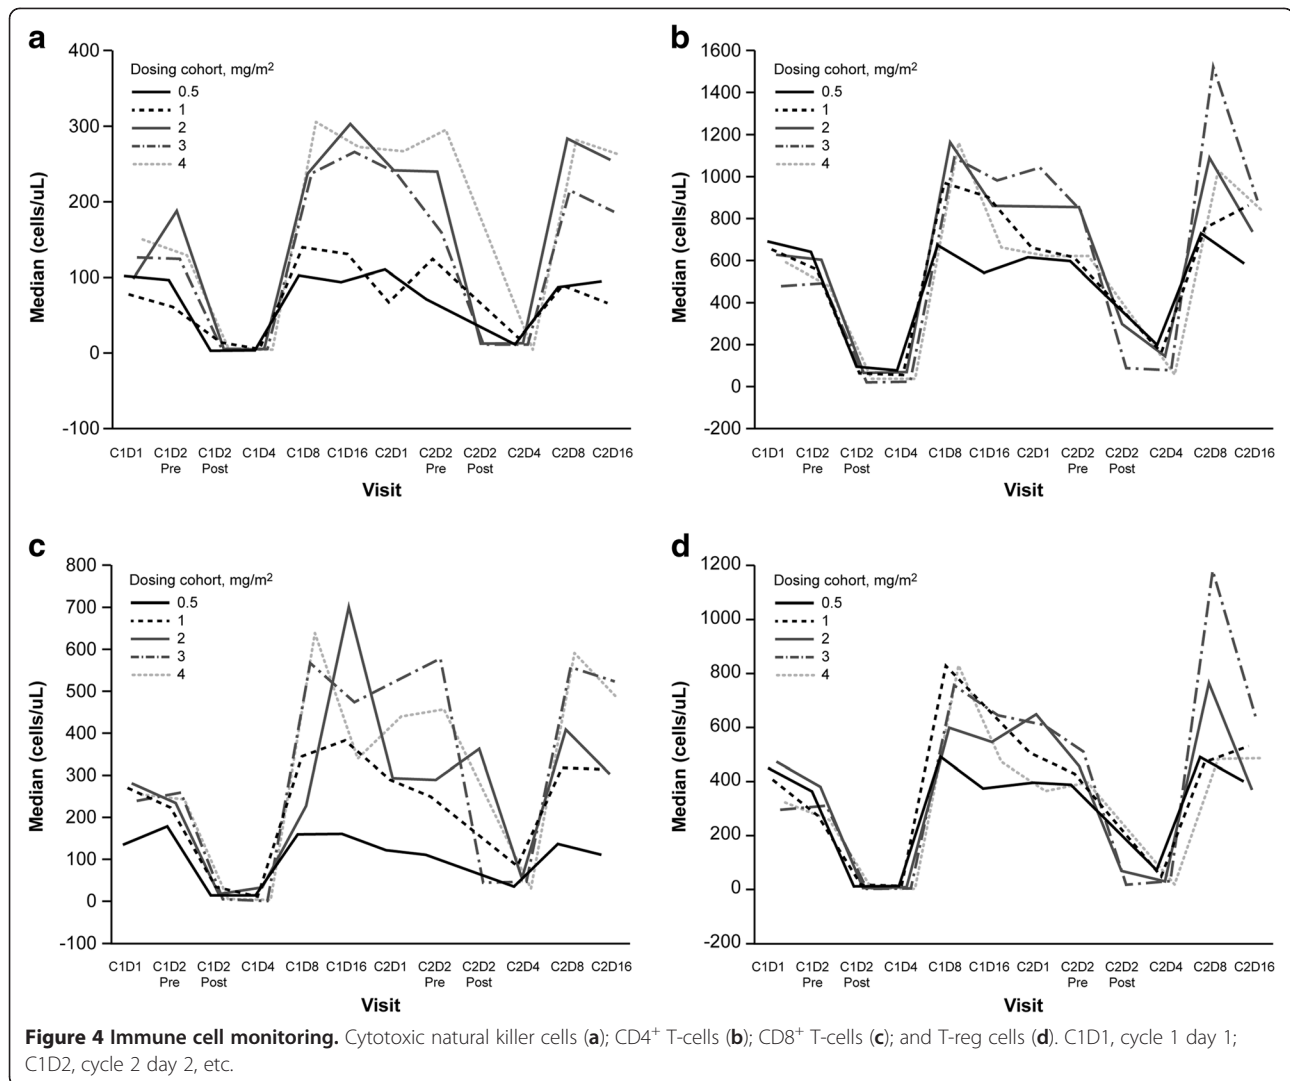 a
400
300
200
100
0
-100
Median (cells/uL)
Dosing cohort, mg/m²
0.5
1
2
3
4
C1D1 C1D2 C1D2 C1D4 C1D8 C1D16 C2D1 C2D2 C2D2 C2D4 C2D8 C2D16
Pre Post Pre Post
Visit
b
1600
1400
1200
1000
800
600
400
200
0
-200
Median (cells/uL)
Dosing cohort, mg/m²
0.5
1
2
3
4
C1D1 C1D2 C1D2 C1D4 C1D8 C1D16 C2D1 C2D2 C2D2 C2D4 C2D8 C2D16
Pre Post Pre Post
Visit
c
800
700
600
500
400
300
200
100
0
-100
Median (cells/uL)
Dosing cohort, mg/m²
0.5
1
2
3
4
C1D1 C1D2 C1D2 C1D4 C1D8 C1D16 C2D1 C2D2 C2D2 C2D4 C2D8 C2D16
Pre Post Pre Post
Visit
d
1200
1000
800
600
400
200
0
-200
Median (cells/uL)
Dosing cohort, mg/m²
0.5
1
2
3
4
C1D1 C1D2 C1D2 C1D4 C1D8 C1D16 C2D1 C2D2 C2D2 C2D4 C2D8 C2D16
Pre Post Pre Post
Visit
Figure 4 Immune cell monitoring. Cytotoxic natural killer cells (a); CD4⁺ T-cells (b); CD8⁺ T-cells (c); and T-reg cells (d). C1D1, cycle 1 day 1;
C1D2, cycle 2 day 2, etc.